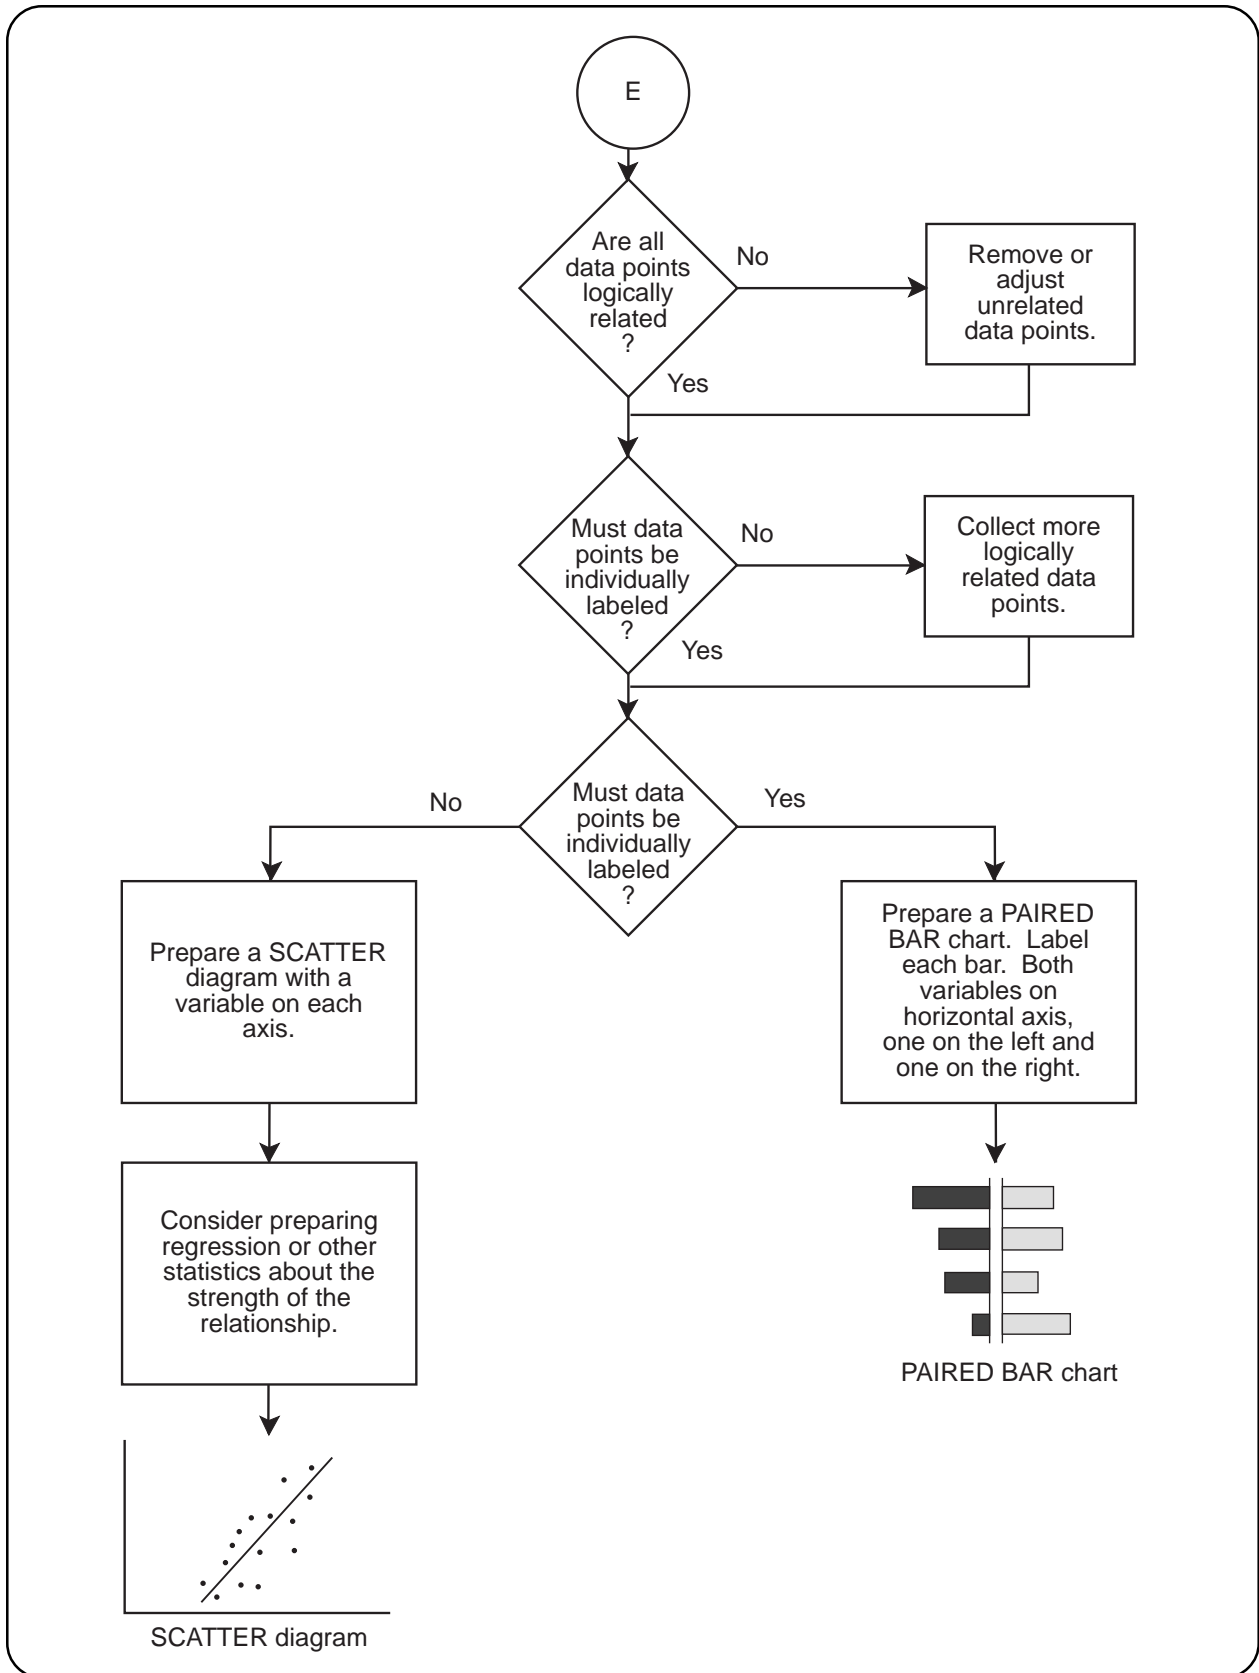 E
Are all
data points
logically
related
?
No
Remove or
adjust
unrelated
data points.
Yes
Must data
points be
individually
labeled
?
No
Collect more
logically
related data
points.
Yes
Must data
points be
individually
labeled
?
No
Yes
Prepare a SCATTER
diagram with a
variable on each
axis.
Prepare a PAIRED
BAR chart.  Label
each bar.  Both
variables on
horizontal axis,
one on the left and
one on the right.
Consider preparing
regression or other
statistics about the
strength of the
relationship.
PAIRED BAR chart
SCATTER diagram